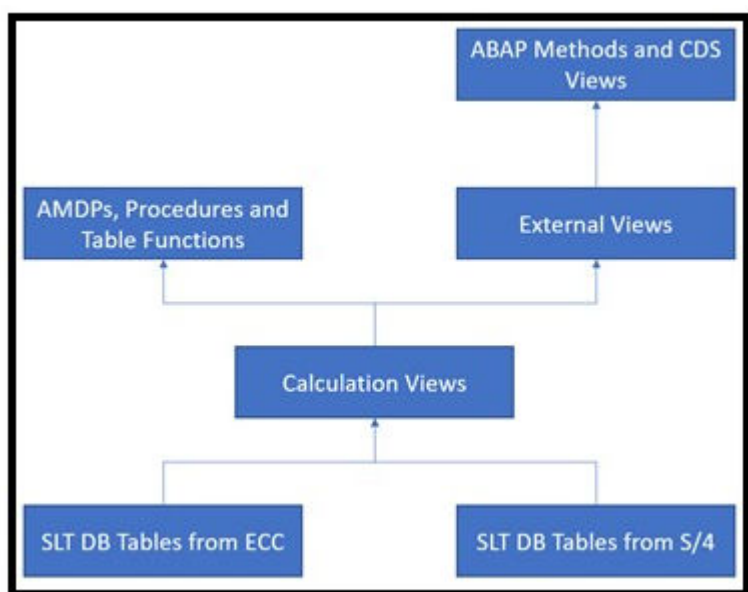 ABAP Methods and CDS
Views
AMDPs, Procedures and
Table Functions
External Views
Calculation Views
SLT DB Tables from ECC
SLT DB Tables from S/4